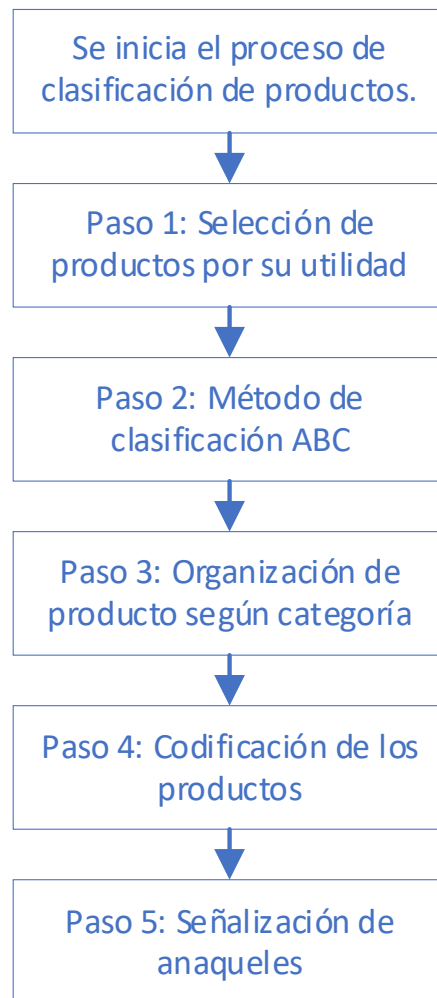 Se inicia el proceso de
clasificación de productos.
Paso 1: Selección de
productos por su utilidad
Paso 2: Método de
clasificación ABC
Paso 3: Organización de
producto según categoría
Paso 4: Codificación de los
productos
Paso 5: Señalización de
anaqueles